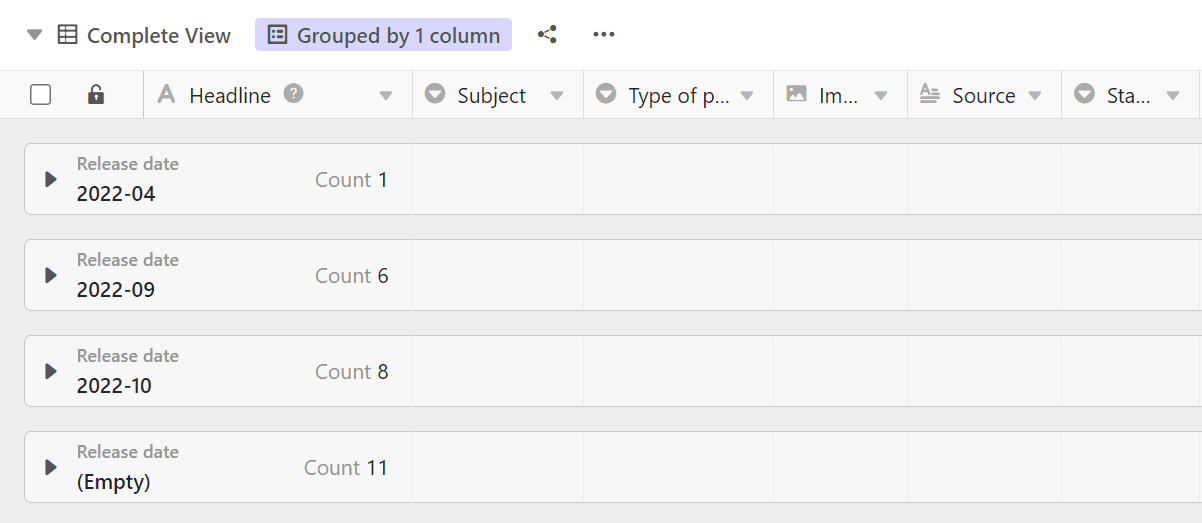 Complete View Grouped by 1 column
Headline Subject Type of p... Im... Source Sta...
Release date
2022-04 Count 1
Release date
2022-09 Count 6
Release date
2022-10 Count 8
Release date
(Empty) Count 11